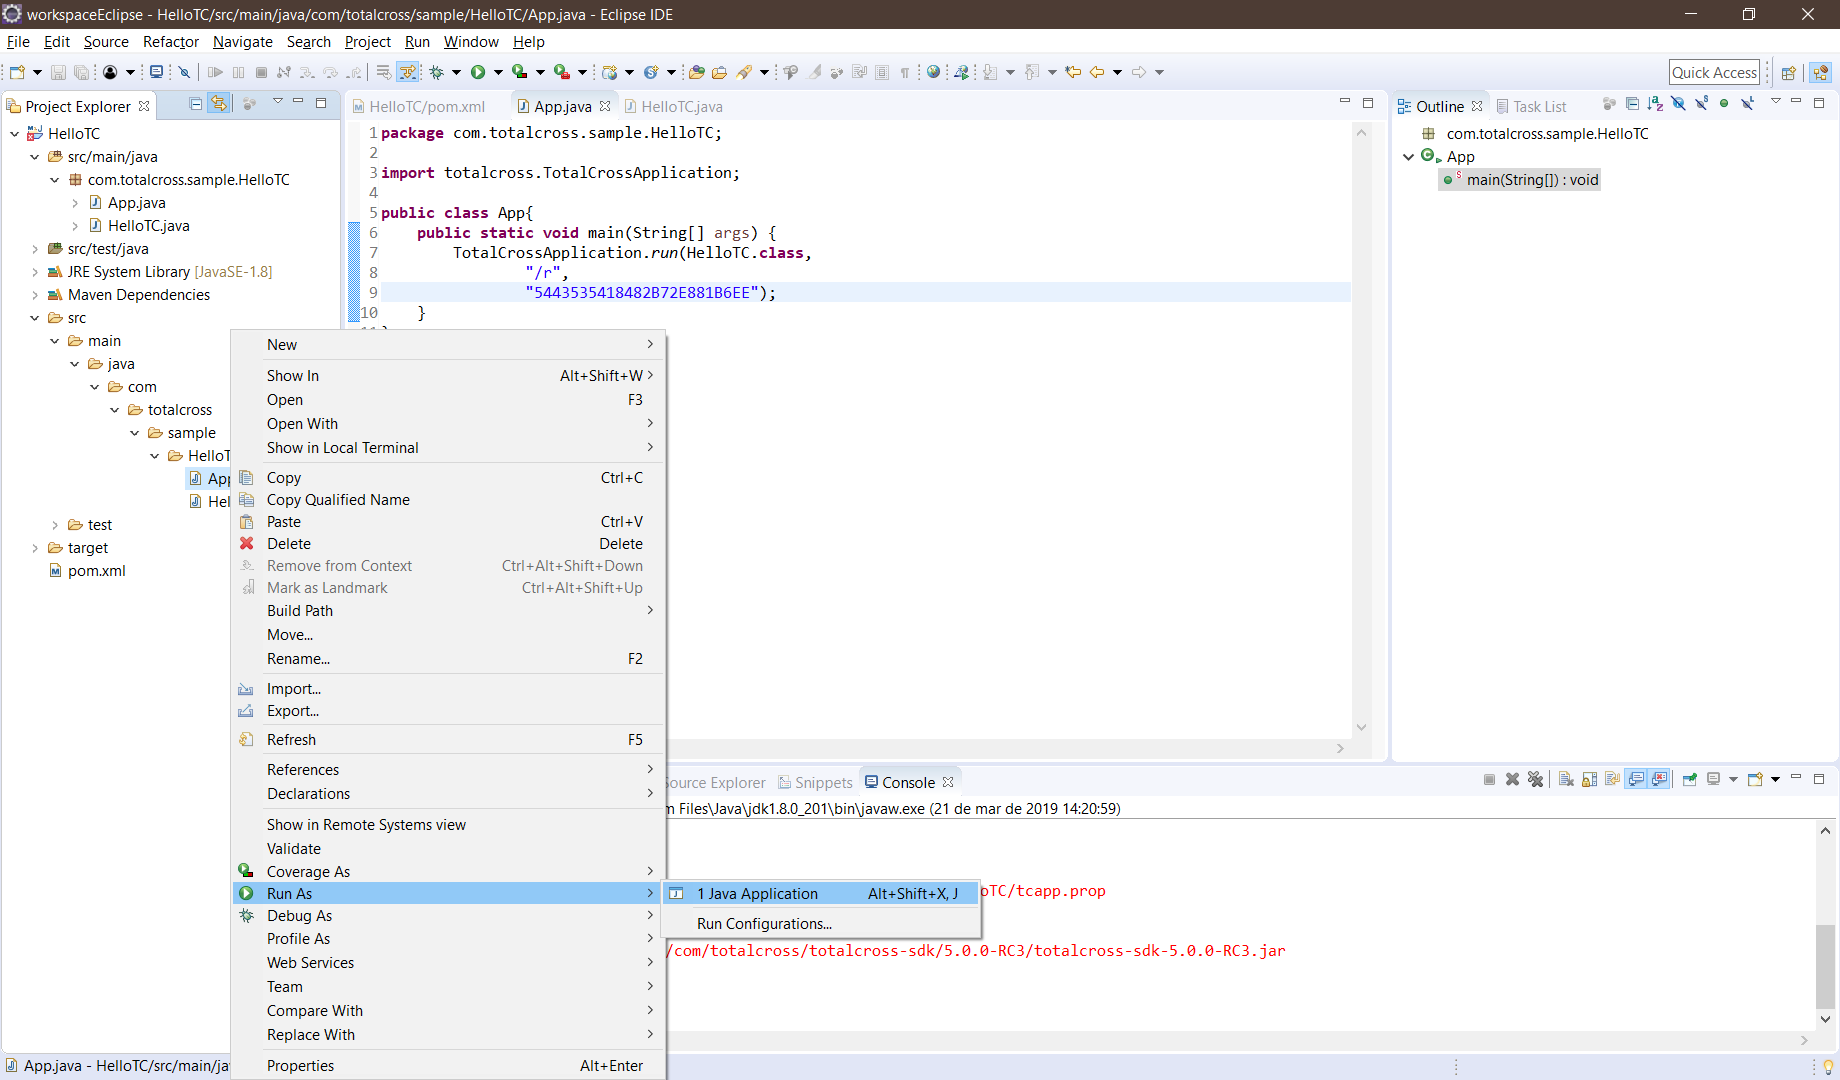 workspaceEclipse - HelloTC/src/main/java/com/totalcross/sample/HelloTC/App.java - Eclipse IDE
File Edit Source Refactor Navigate Search Project Run Window Help
Quick Access
Project Explorer
HelloTC
src/main/java
com.totalcross.sample.HelloTC
App.java
HelloTC.java
src/test/java
JRE System Library [JavaSE-1.8]
Maven Dependencies
src
main
java
com
totalcross
sample
HelloT
App
Hel
test
target
pom.xml
HelloTC/pom.xml App.java HelloTC.java
1 package com.totalcross.sample.HelloTC;
2
3 import totalcross.TotalCrossApplication;
4
5 public class App{
6 public static void main(String[] args) {
7 TotalCrossApplication.run(HelloTC.class,
8 "/r",
9 "5443535418482B72E881B6EE");
10 }
Outline Task List
com.totalcross.sample.HelloTC
App
main(String[]) : void
New
Show In Alt+Shift+W
Open F3
Open With
Show in Local Terminal
Copy Ctrl+C
Copy Qualified Name
Paste Ctrl+V
Delete Delete
Remove from Context Ctrl+Alt+Shift+Down
Mark as Landmark Ctrl+Alt+Shift+Up
Build Path
Move...
Rename... F2
Import...
Export...
Refresh F5
References
Declarations
Show in Remote Systems view
Validate
Coverage As
Run As
Debug As
Profile As
Web Services
Team
Compare With
Replace With
Properties Alt+Enter
1 Java Application Alt+Shift+X, J
Run Configurations...
ource Explorer Snippets Console
m Files\Java\jdk1.8.0_201\bin\javaw.exe (21 de mar de 2019 14:20:59)
oTC/tcapp.prop
/com/totalcross/totalcross-sdk/5.0.0-RC3/totalcross-sdk-5.0.0-RC3.jar
App.java - HelloTC/src/main/ja